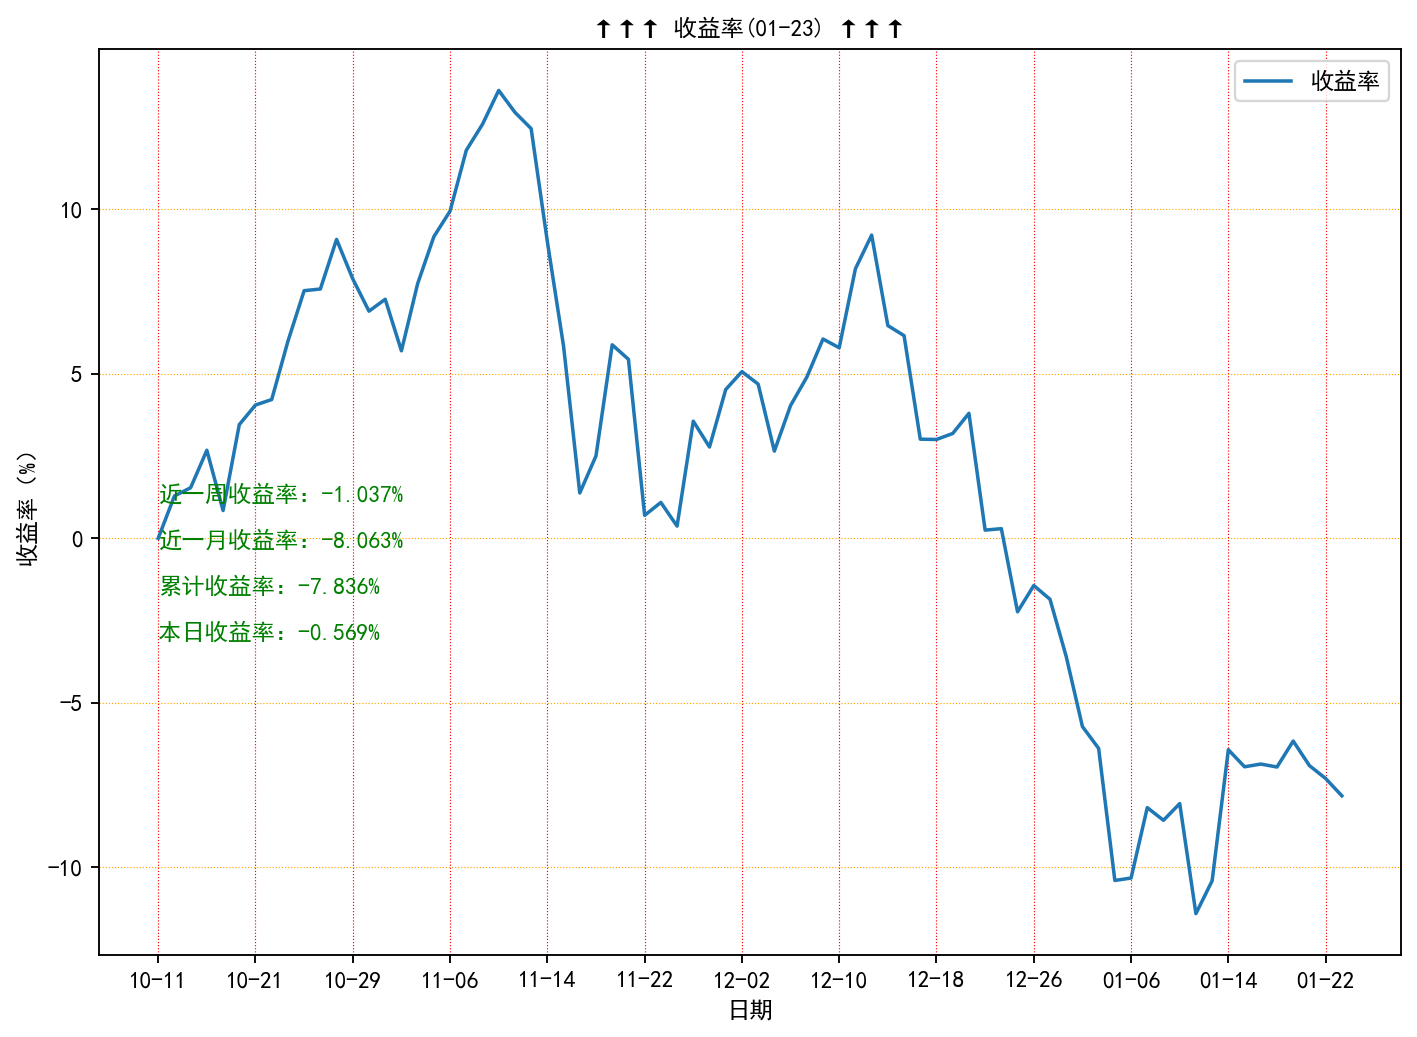 ↑↑↑ 收益率(01-23) ↑↑↑
收益率
10
5
0
-5
-10
收益率 (%)
近一周收益率：-1.037%
近一月收益率：-8.063%
累计收益率：-7.836%
本日收益率：-0.569%
10-11 10-21 10-29 11-06 11-14 11-22 12-02 12-10 12-18 12-26 01-06 01-14 01-22
日期